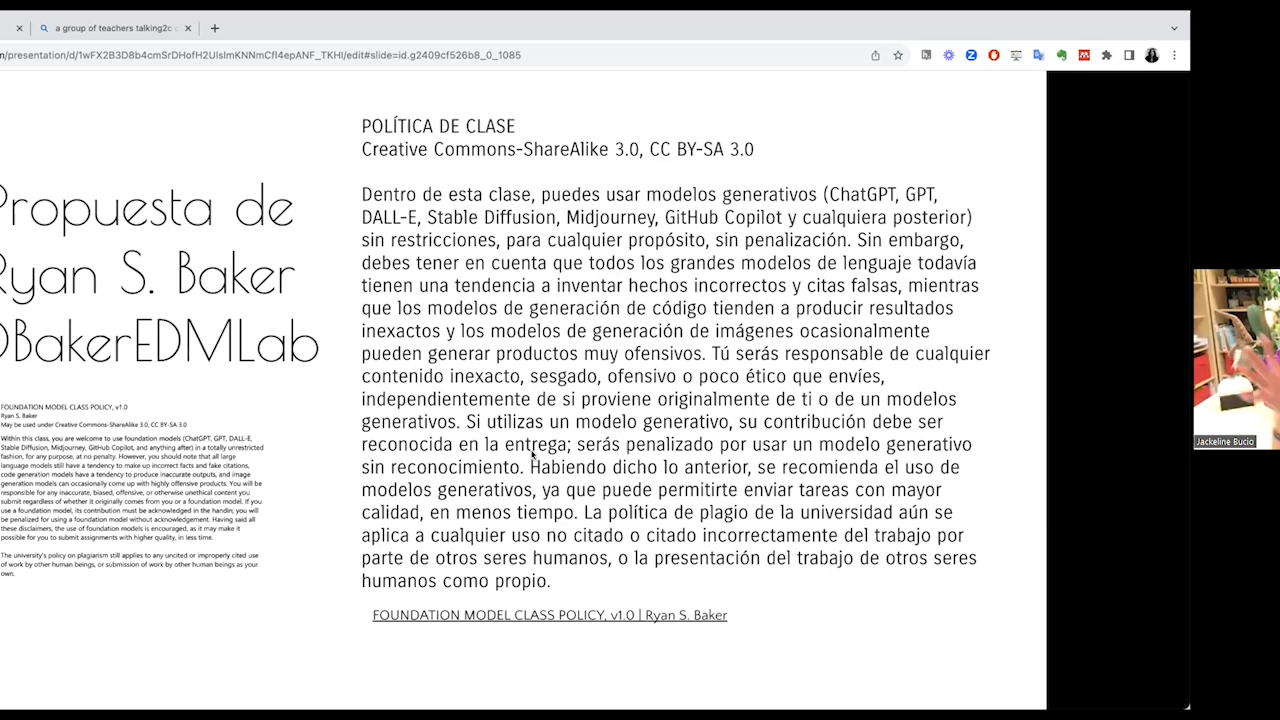 a group of teachers talking2c
/presentation/d/1wFX2B3D8b4cmSrDHofH2UlsImKNNmCfI4epANF_TKHI/edit#slide=id.g2409cf526b8_0_1085
Propuesta de
Ryan S. Baker
@BakerEDMLab
FOUNDATION MODEL CLASS POLICY, v1.0
Ryan S. Baker
May be used under Creative Commons-ShareAlike 3.0, CC BY-SA 3.0
Within this class, you are welcome to use foundation models (ChatGPT, GPT, DALL-E,
Stable Diffusion, Midjourney, GitHub Copilot, and anything after) in a totally unrestricted
fashion, for any purpose, at no penalty. However, you should note that all large
language models still have a tendency to make up incorrect facts and fake citations,
code generation models have a tendency to produce inaccurate outputs, and image
generation models can occasionally come up with highly offensive products. You will be
responsible for any inaccurate, biased, offensive, or otherwise unethical content you
submit regardless of whether it originally comes from you or a foundation model. If you
use a foundation model, its contribution must be acknowledged in the handin; you will
be penalized for using a foundation model without acknowledgement. Having said all
these disclaimers, the use of foundation models is encouraged, as it may make it
possible for you to submit assignments with higher quality, in less time.
The university's policy on plagiarism still applies to any uncited or improperly cited use
of work by other human beings, or submission of work by other human beings as your
own.
POLÍTICA DE CLASE
Creative Commons-ShareAlike 3.0, CC BY-SA 3.0
Dentro de esta clase, puedes usar modelos generativos (ChatGPT, GPT,
DALL-E, Stable Diffusion, Midjourney, GitHub Copilot y cualquiera posterior)
sin restricciones, para cualquier propósito, sin penalización. Sin embargo,
debes tener en cuenta que todos los grandes modelos de lenguaje todavía
tienen una tendencia a inventar hechos incorrectos y citas falsas, mientras
que los modelos de generación de código tienden a producir resultados
inexactos y los modelos de generación de imágenes ocasionalmente
pueden generar productos muy ofensivos. Tú serás responsable de cualquier
contenido inexacto, sesgado, ofensivo o poco ético que envíes,
independientemente de si proviene originalmente de ti o de un modelos
generativos. Si utilizas un modelo generativo, su contribución debe ser
reconocida en la entrega; serás penalizado por usar un modelo generativo
sin reconocimiento. Habiendo dicho lo anterior, se recomienda el uso de
modelos generativos, ya que puede permitirte enviar tareas con mayor
calidad, en menos tiempo. La política de plagio de la universidad aún se
aplica a cualquier uso no citado o citado incorrectamente del trabajo por
parte de otros seres humanos, o la presentación del trabajo de otros seres
humanos como propio.
FOUNDATION MODEL CLASS POLICY, v1.0 | Ryan S. Baker
Jackeline Bucio